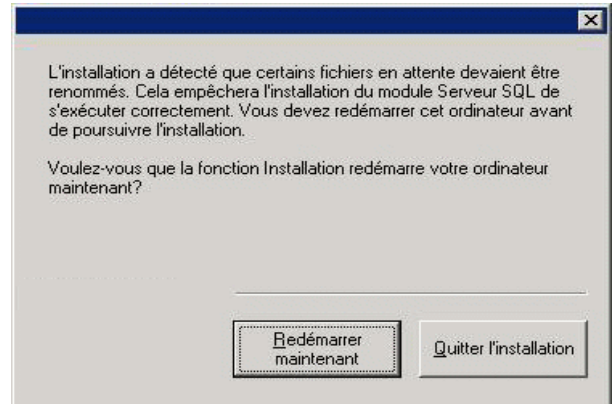 L'installation a détecté que certains fichiers en attente devaient être
renommés. Cela empêchera l'installation du module Serveur SQL de
s'exécuter correctement. Vous devez redémarrer cet ordinateur avant
de poursuivre l'installation.
Voulez-vous que la fonction Installation redémarre votre ordinateur
maintenant?
Redémarrer
maintenant
Quitter l'installation